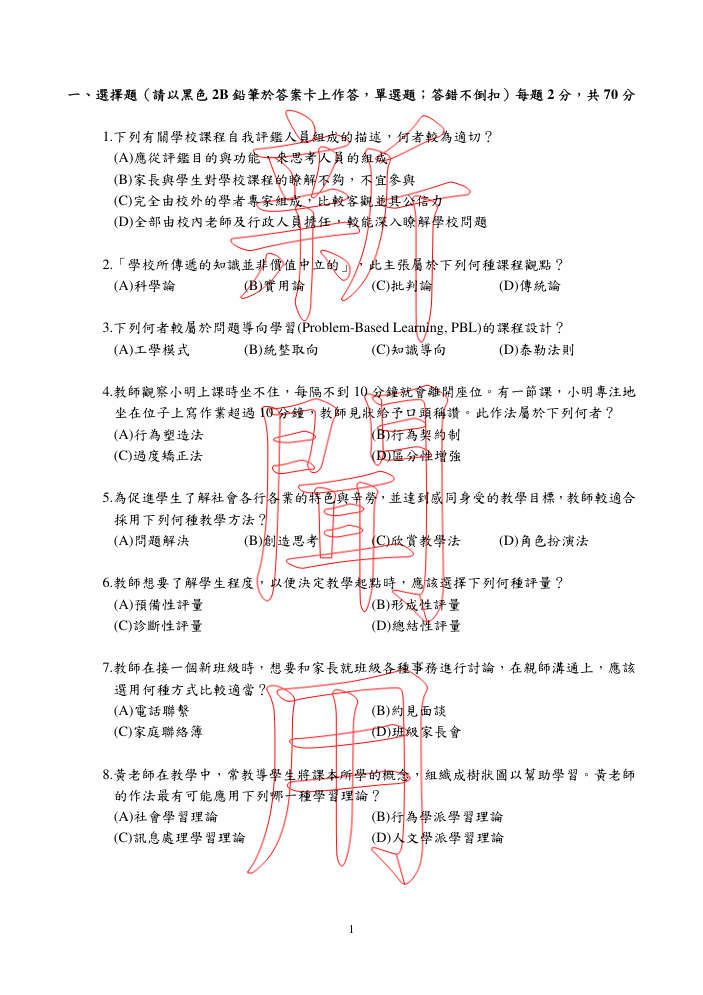 一、選擇題（請以黑色 2B 鉛筆於答案卡上作答，單選題；答錯不倒扣）每題 2 分，共 70 分
1.下列有關學校課程自我評鑑人員組成的描述，何者較為適切？
(A)應從評鑑目的與功能，來思考人員的組成
(B)家長與學生對學校課程的瞭解不夠，不宜參與
(C)完全由校外的學者專家組成，比較客觀並具公信力
(D)全部由校內老師及行政人員擔任，較能深入瞭解學校問題
2.「學校所傳遞的知識並非價值中立的」，此主張屬於下列何種課程觀點？
(A)科學論 (B)實用論 (C)批判論 (D)傳統論
3.下列何者較屬於問題導向學習(Problem-Based Learning, PBL)的課程設計？
(A)工學模式 (B)統整取向 (C)知識導向 (D)泰勒法則
4.教師觀察小明上課時坐不住，每隔不到 10 分鐘就會離開座位。有一節課，小明專注地
坐在位子上寫作業超過 10 分鐘，教師見狀給予口頭稱讚。此作法屬於下列何者？
(A)行為塑造法 (B)行為契約制
(C)過度矯正法 (D)區分性增強
5.為促進學生了解社會各行各業的特色與辛勞，並達到感同身受的教學目標，教師較適合
採用下列何種教學方法？
(A)問題解決 (B)創造思考 (C)欣賞教學法 (D)角色扮演法
6.教師想要了解學生程度，以便決定教學起點時，應該選擇下列何種評量？
(A)預備性評量 (B)形成性評量
(C)診斷性評量 (D)總結性評量
7.教師在接一個新班級時，想要和家長就班級各種事務進行討論，在親師溝通上，應該
選用何種方式比較適當？
(A)電話聯繫 (B)約見面談
(C)家庭聯絡簿 (D)班級家長會
8.黃老師在教學中，常教導學生將課本所學的概念，組織成樹狀圖以幫助學習。黃老師
的作法最有可能應用下列哪一種學習理論？
(A)社會學習理論 (B)行為學派學習理論
(C)訊息處理學習理論 (D)人文學派學習理論
新聞用
1